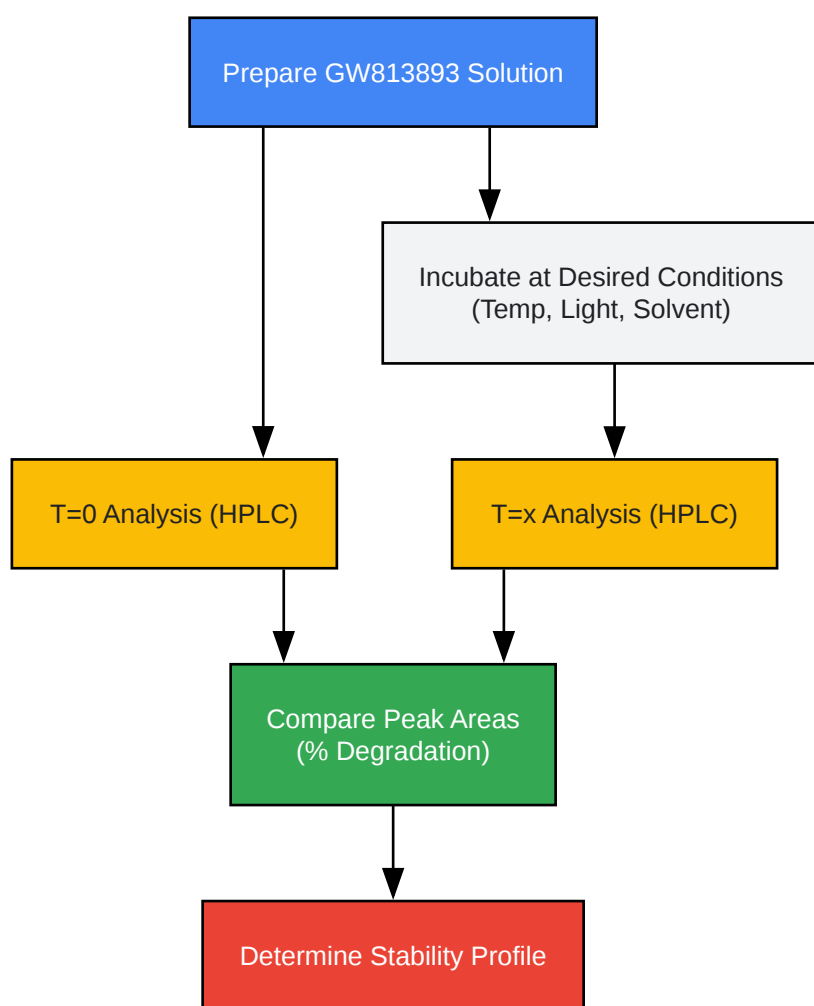 Prepare GW813893 Solution
Incubate at Desired Conditions
(Temp, Light, Solvent)
T=0 Analysis (HPLC)
T=x Analysis (HPLC)
Compare Peak Areas
(% Degradation)
Determine Stability Profile